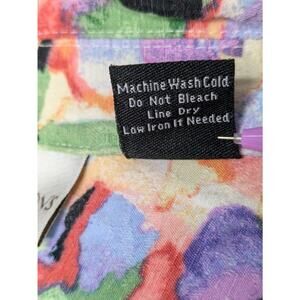 Machine Wash Cold
Do Not Bleach
Line Dry
Low Iron If Needed